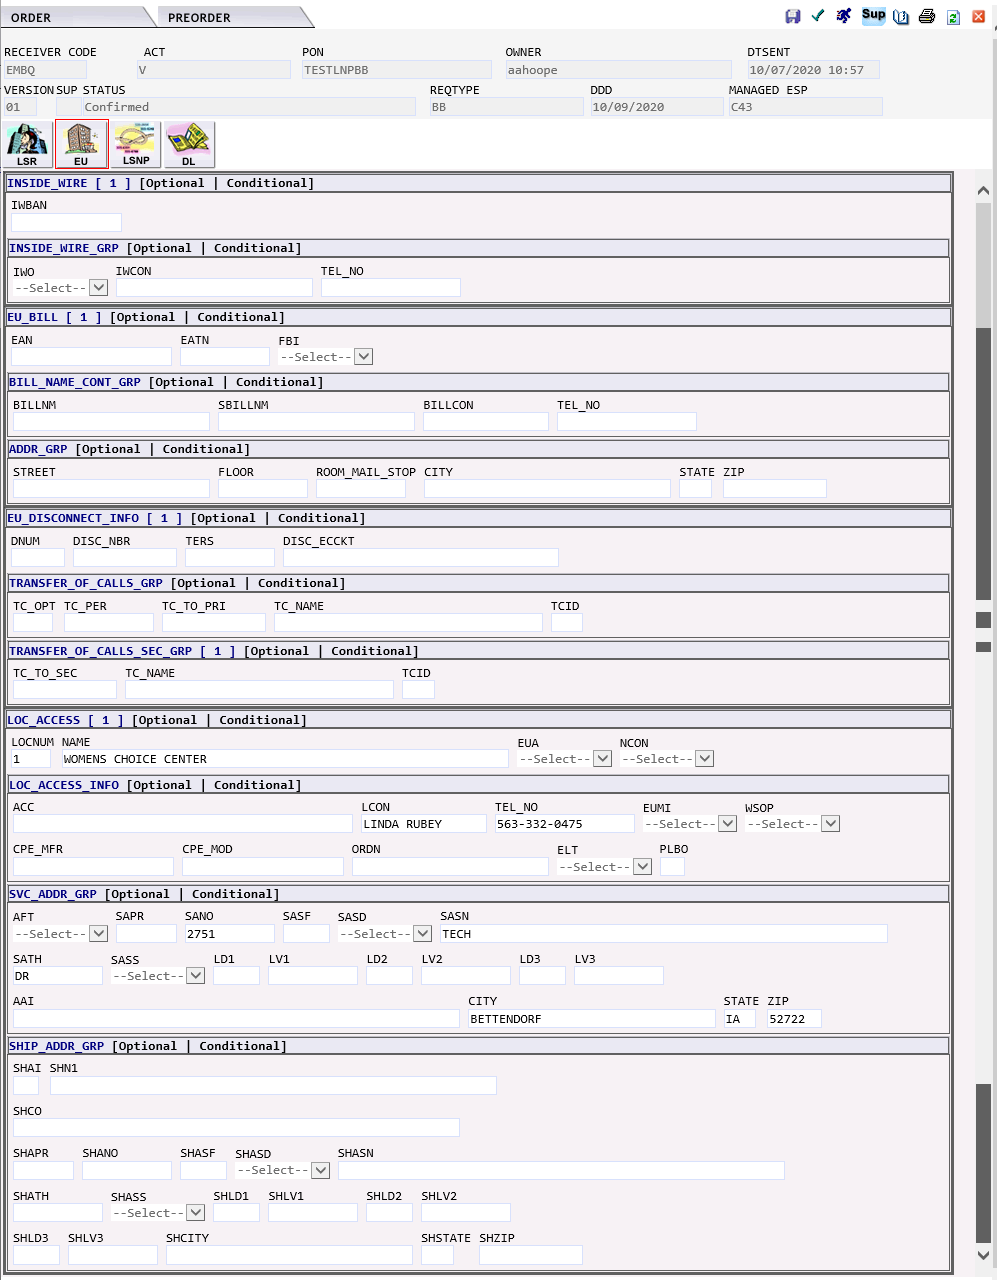 ORDER PREORDER Sup
RECEIVER CODE ACT PON OWNER DTSENT
EMBQ V TESTLNPBB aahoope 10/07/2020 10:57
VERSION SUP STATUS REQTYPE DDD MANAGED ESP
01 Confirmed BB 10/09/2020 C43
LSR EU LSNP DL
INSIDE_WIRE [ 1 ] [Optional | Conditional]
IWBAN
INSIDE_WIRE_GRP [Optional | Conditional]
IWO IWCON TEL_NO
--Select--
EU_BILL [ 1 ] [Optional | Conditional]
EAN EATN FBI
--Select--
BILL_NAME_CONT_GRP [Optional | Conditional]
BILLNM SBILLNM BILLCON TEL_NO
ADDR_GRP [Optional | Conditional]
STREET FLOOR ROOM_MAIL_STOP CITY STATE ZIP
EU_DISCONNECT_INFO [ 1 ] [Optional | Conditional]
DNUM DISC_NBR TERS DISC_ECCKT
TRANSFER_OF_CALLS_GRP [Optional | Conditional]
TC_OPT TC_PER TC_TO_PRI TC_NAME TCID
TRANSFER_OF_CALLS_SEC_GRP [ 1 ] [Optional | Conditional]
TC_TO_SEC TC_NAME TCID
LOC_ACCESS [ 1 ] [Optional | Conditional]
LOCNUM NAME EUA NCON
1 WOMENS CHOICE CENTER --Select-- --Select--
LOC_ACCESS_INFO [Optional | Conditional]
ACC LCON TEL_NO EUMI WSOP
LINDA RUBEY 563-332-0475 --Select-- --Select--
CPE_MFR CPE_MOD ORDN ELT PLBO
--Select--
SVC_ADDR_GRP [Optional | Conditional]
AFT SAPR SANO SASF SASD SASN
--Select-- 2751 --Select-- TECH
SATH SASS LD1 LV1 LD2 LV2 LD3 LV3
DR --Select--
AAI CITY STATE ZIP
BETTENDORF IA 52722
SHIP_ADDR_GRP [Optional | Conditional]
SHAI SHN1
SHCO
SHAPR SHANO SHASF SHASD SHASN
--Select--
SHATH SHASS SHLD1 SHLV1 SHLD2 SHLV2
--Select--
SHLD3 SHLV3 SHCITY SHSTATE SHZIP